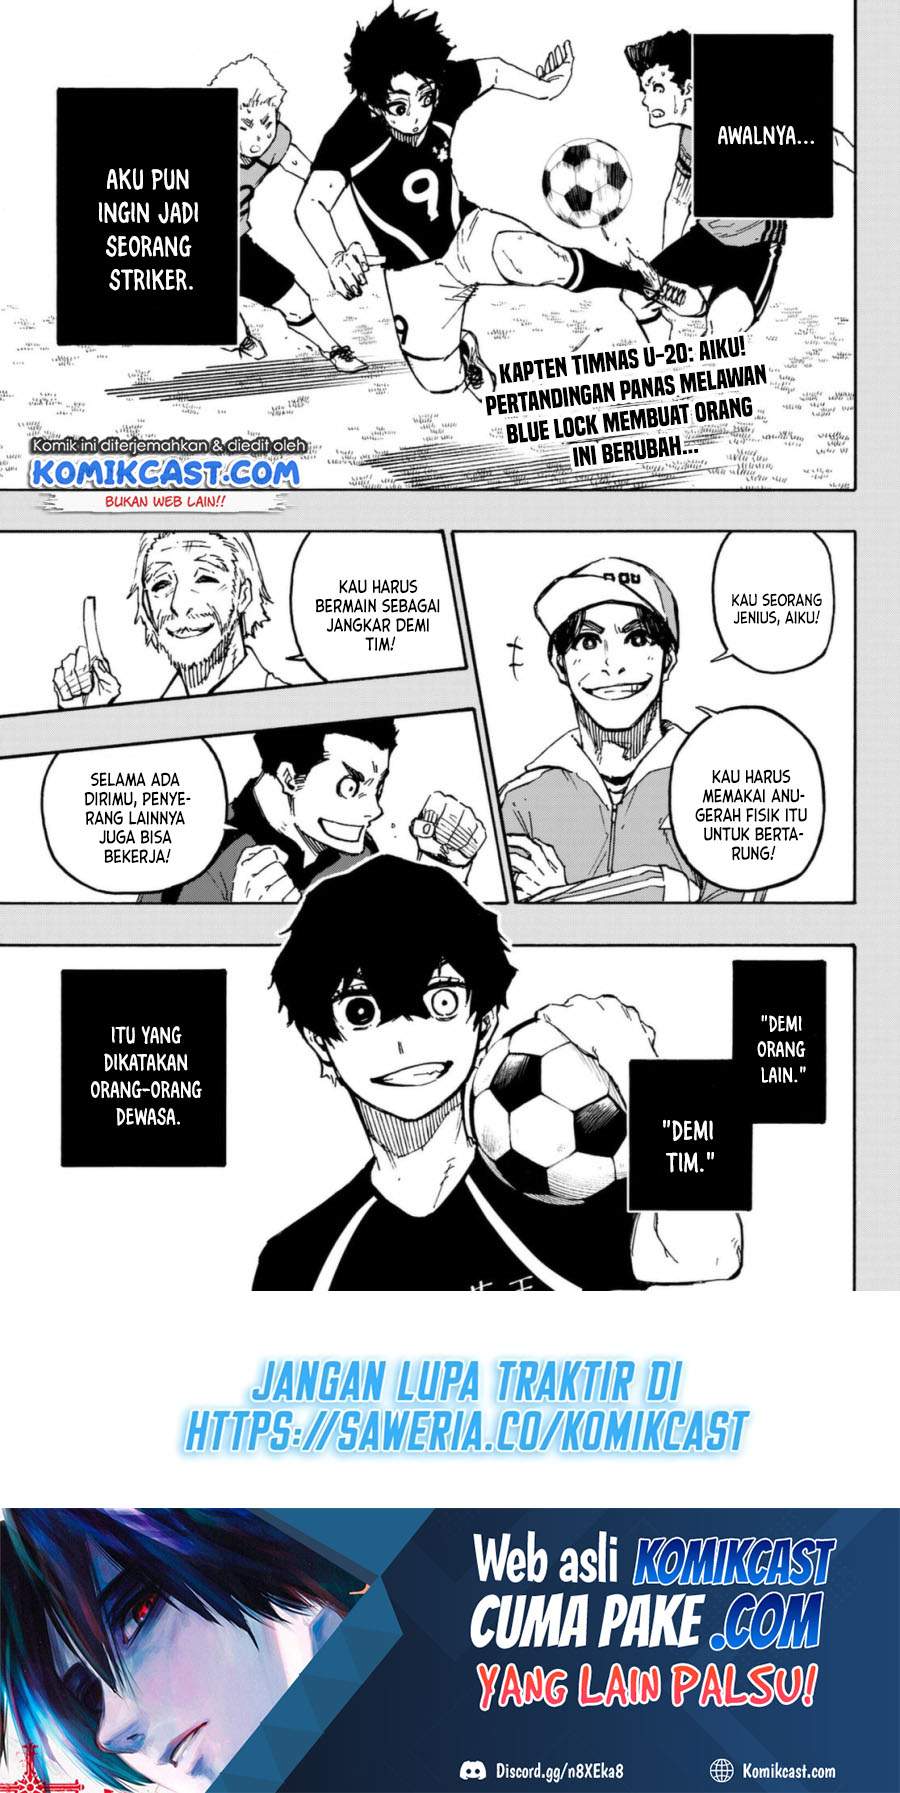 AWALNYA...
AKU PUN
INGIN JADI
SEORANG
STRIKER.
9
KAPTEN TIMNAS U-20: AIKU!
PERTANDINGAN PANAS MELAWAN
BLUE LOCK MEMBUAT ORANG
INI BERUBAH...
Komik ini diterjemahkan & diedit oleh
KOMIKCAST.COM
BUKAN WEB LAIN!!
KAU SEORANG
JENIUS, AIKU!
KAU HARUS
MEMAKAI ANU-
GERAH FISIK ITU
UNTUK BERTA-
RUNG!
KAU HARUS
BERMAIN SEBAGAI
JANGKAR DEMI
TIM!
SELAMA ADA
DIRIMU, PENYE-
RANG LAINNYA
JUGA BISA
BEKERJA!
"DEMI
ORANG
LAIN."
"DEMI
TIM."
ITU YANG
DIKATAKAN
ORANG-ORANG
DEWASA.
JANGAN LUPA TRAKTIR DI
HTTPS://SAWERIA.CO/KOMIKCAST
Web asli KOMIKCAST
CUMA PAKE .COM
YANG LAIN PALSU!
Discord.gg/n8XEka8
Komikcast.com